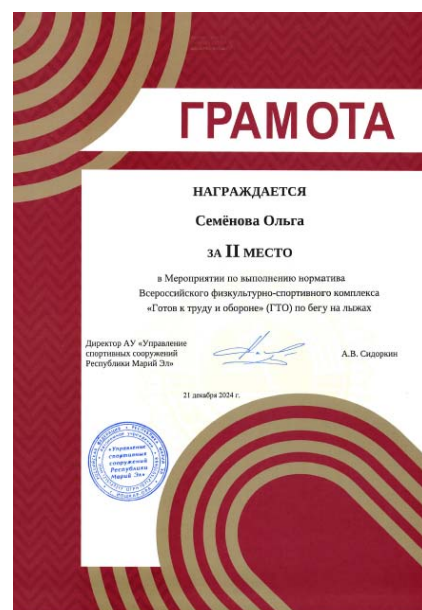 ГРАМОТА
НАГРАЖДАЕТСЯ
Семёнова Ольга
ЗА II МЕСТО
в Мероприятии по выполнению норматива
Всероссийского физкультурно-спортивного комплекса
«Готов к труду и обороне» (ГТО) по бегу на лыжах
Директор АУ «Управление
спортивных сооружений
Республики Марий Эл»
А.В. Сидоркин
21 декабря 2024 г.
«Управление
спортивных
сооружений
Республики
Марий Эл»